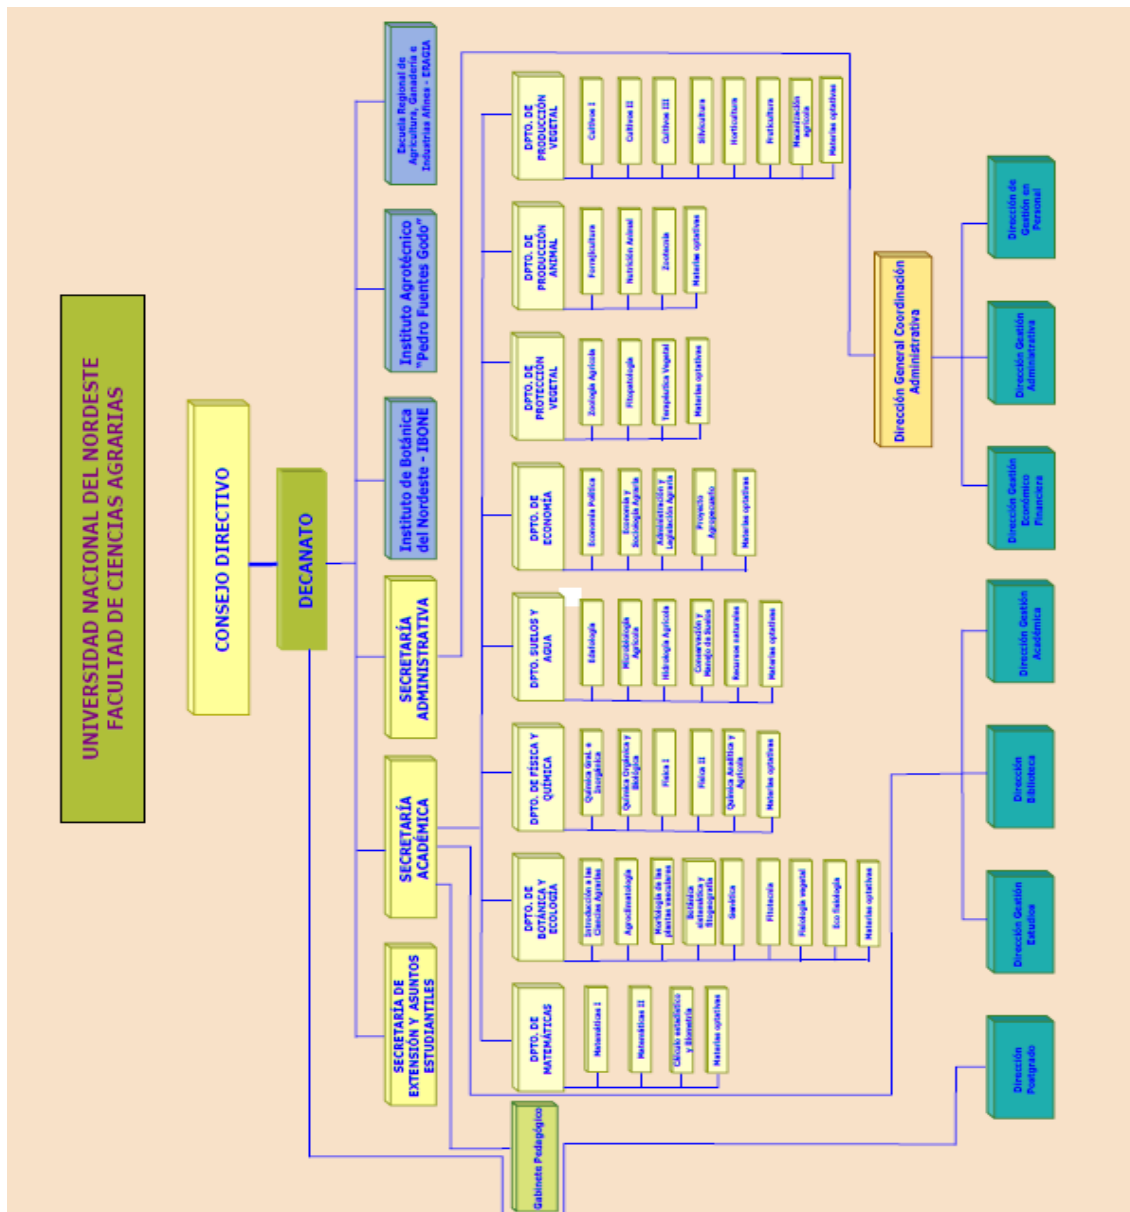 UNIVERSIDAD NACIONAL DEL NORDESTE
FACULTAD DE CIENCIAS AGRARIAS
CONSEJO DIRECTIVO
DECANATO
SECRETARÍA DE
EXTENSIÓN Y ASUNTOS
ESTUDIANTILES
SECRETARÍA
ACADÉMICA
SECRETARÍA
ADMINISTRATIVA
Instituto de Botánica
del Nordeste - IBONE
Instituto Agrotécnico
"Pedro Fuentes Godo"
Escuela Regional de
Agricultura, Ganadería e
Industrias Afines - ERAGIA
Gabinete Pedagógico
DPTO. DE
MATEMÁTICAS
Matemáticas I
Matemáticas II
Cálculo estadístico
y Biometría
Materias optativas
DPTO. DE
BOTÁNICA Y
ECOLOGÍA
Introducción a las
Ciencias Agrarias
Agroclimatología
Morfología de las
plantas vasculares
Botánica
sistemática y
fitogeografía
Genética
Fitotecnia
Fisiología vegetal
Eco fisiología
Materias optativas
DPTO. DE FÍSICA Y
QUÍMICA
Química Gral. e
Inorgánica
Química Orgánica y
Biológica
Física I
Física II
Química Analítica y
Agrícola
Materias optativas
DPTO. SUELOS Y
AGUA
Edafología
Microbiología
Agrícola
Hidrología Agrícola
Conservación y
Manejo de Suelos
Recursos naturales
Materias optativas
DPTO. DE
ECONOMÍA
Economía Política
Economía y
Sociología Agraria
Administración y
Legislación Agraria
Proyecto
Agropecuario
Materias optativas
DPTO. DE
PROTECCIÓN
VEGETAL
Zoología Agrícola
Fitopatología
Terapéutica Vegetal
Materias optativas
DPTO. DE
PRODUCCIÓN
ANIMAL
Forrajicultura
Nutrición Animal
Zootecnia
Materias optativas
DPTO. DE
PRODUCCIÓN
VEGETAL
Cultivos I
Cultivos II
Cultivos III
Silvicultura
Horticultura
Fruticultura
Mecanización
agrícola
Materias optativas
Dirección General Coordinación
Administrativa
Dirección
Postgrado
Dirección Gestión
Estudios
Dirección
Biblioteca
Dirección Gestión
Académica
Dirección Gestión
Económico
Financiera
Dirección Gestión
Administrativa
Dirección de
Gestión en
Personal